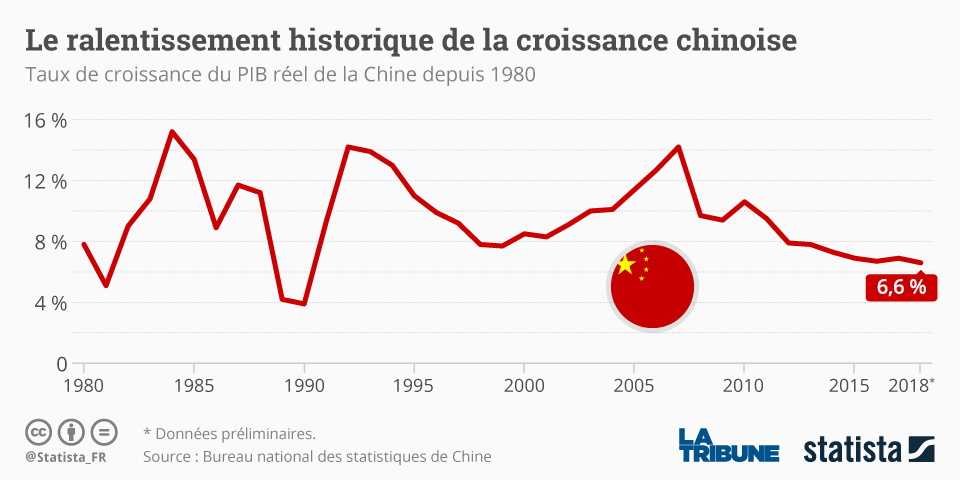 Le ralentissement historique de la croissance chinoise
Taux de croissance du PIB réel de la Chine depuis 1980
16 %
12 %
8 %
4 %
0
6,6 %
1980 1985 1990 1995 2000 2005 2010 2015 2018*
cc
@Statista_FR
* Données préliminaires.
Source : Bureau national des statistiques de Chine
LA
TRIBUNE
statista